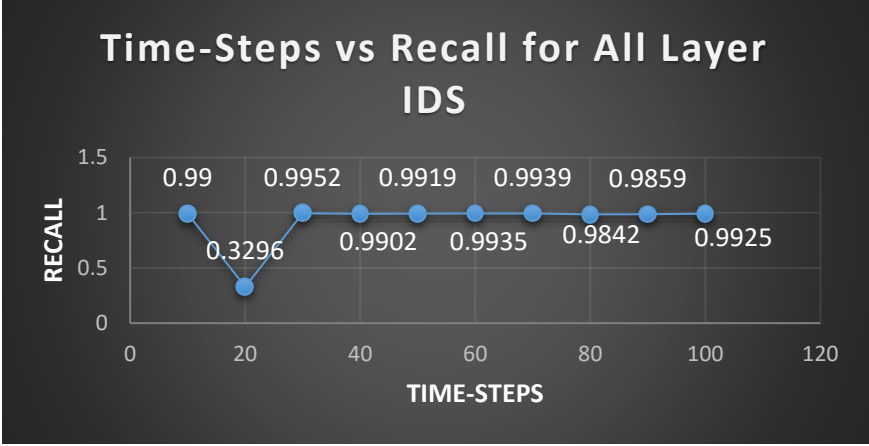 Time-Steps vs Recall for All Layer
IDS
1.5
0.99 0.9952 0.9919 0.9939 0.9859
1
0.9902 0.9935 0.9842 0.9925
0.3296
0.5
0
0 20 40 60 80 100 120
RECALL
TIME-STEPS